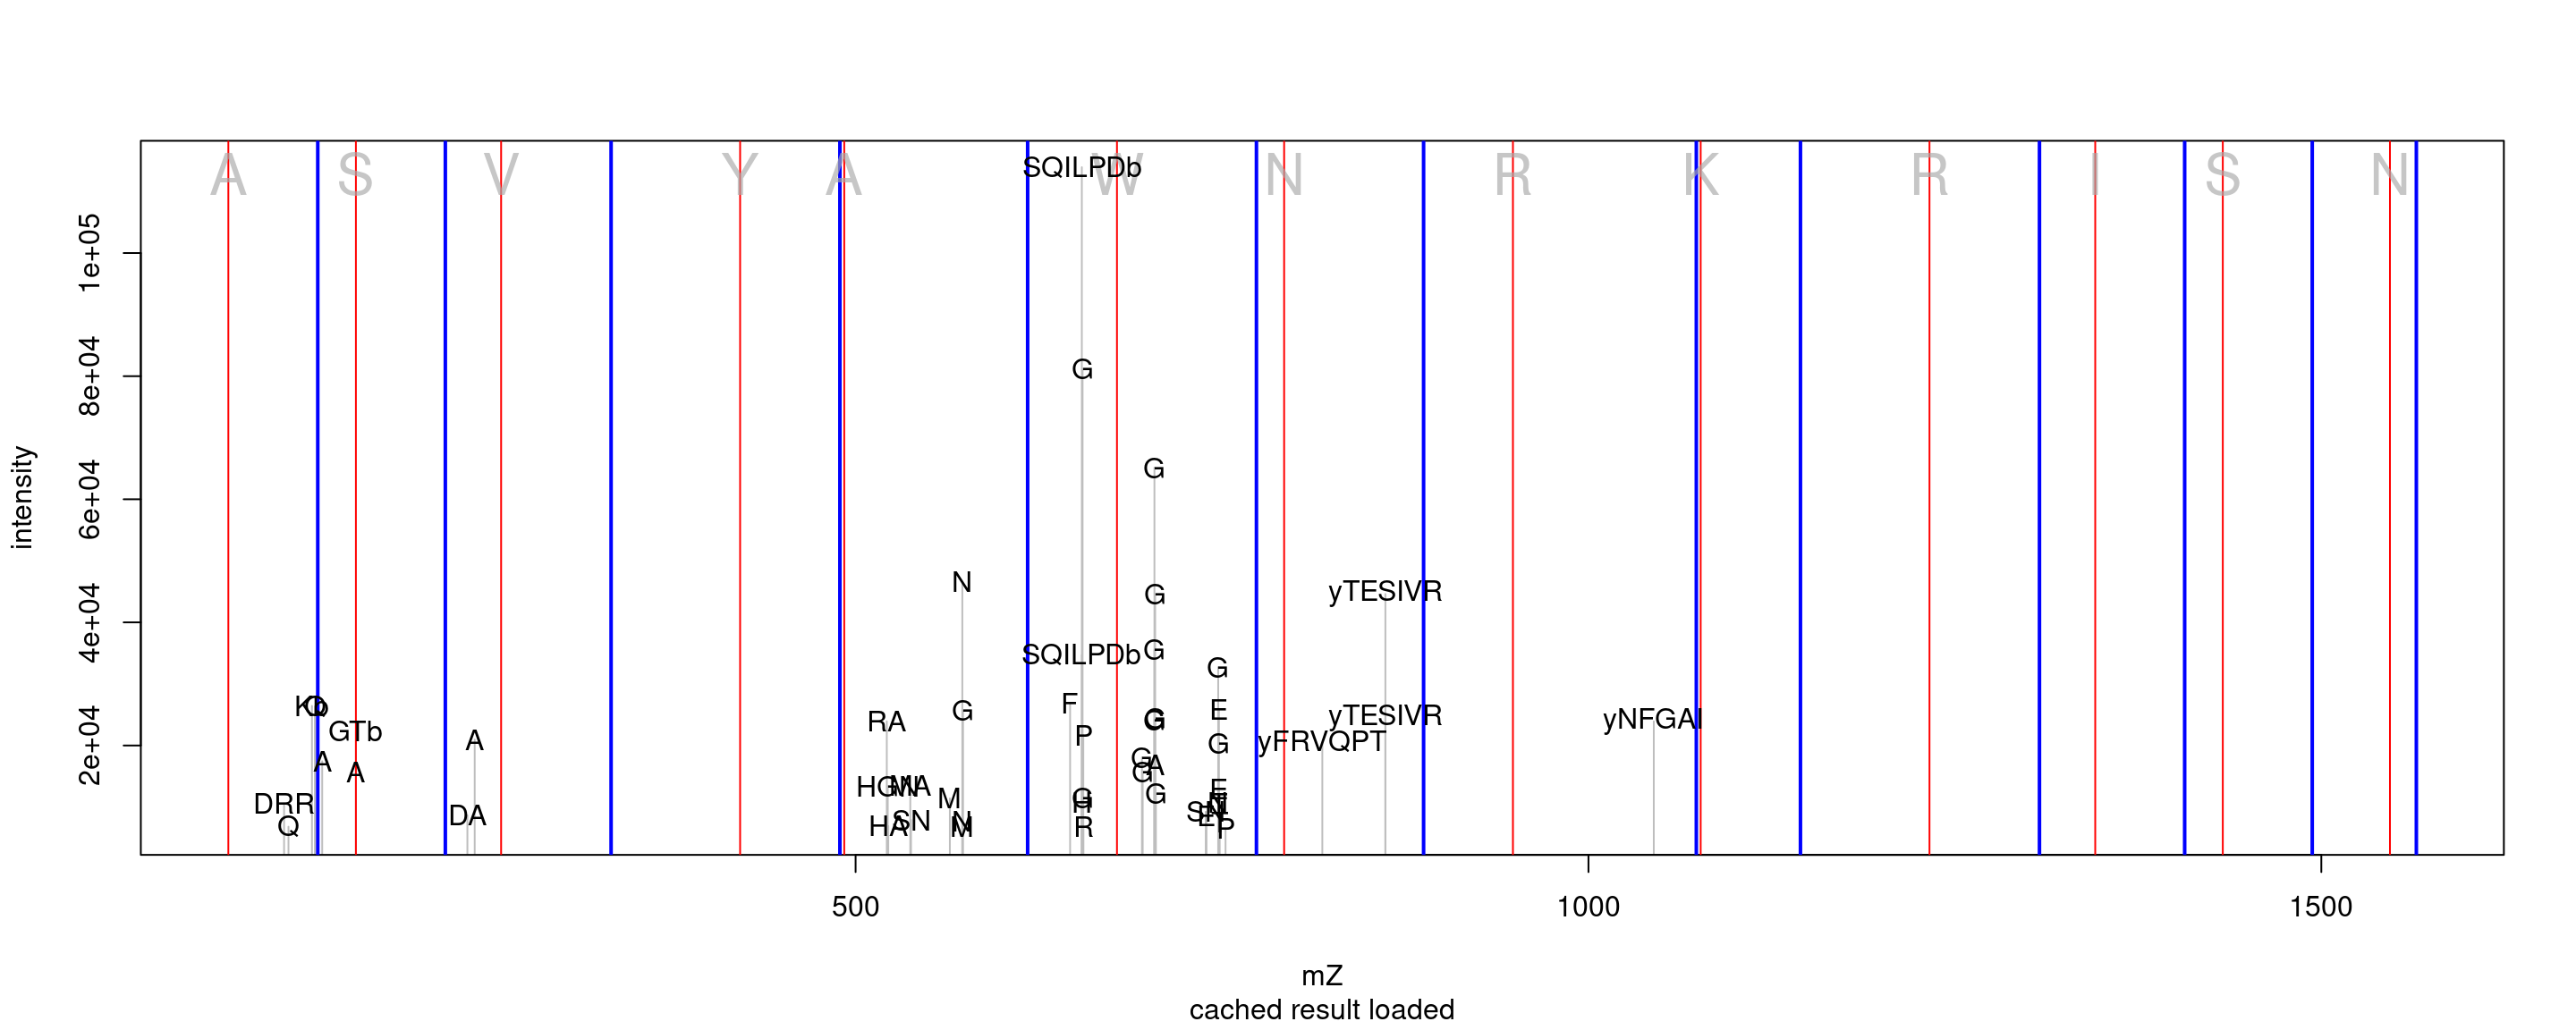 A S V Y A W N R K R I S N
SQILPDb
G
G
N
G
yTESIVR
G
SQILPDb
G
F
E
G
yTESIVR
yNFGAI
RA
P
G
yFRVQPT
A
GTb
A
A
A
G
G
DRR
Q
DA
HA
SN
M
N
G
R
G
E
P
intensity
2e+04 4e+04 6e+04 8e+04 1e+05
500 1000 1500
mZ
cached result loaded